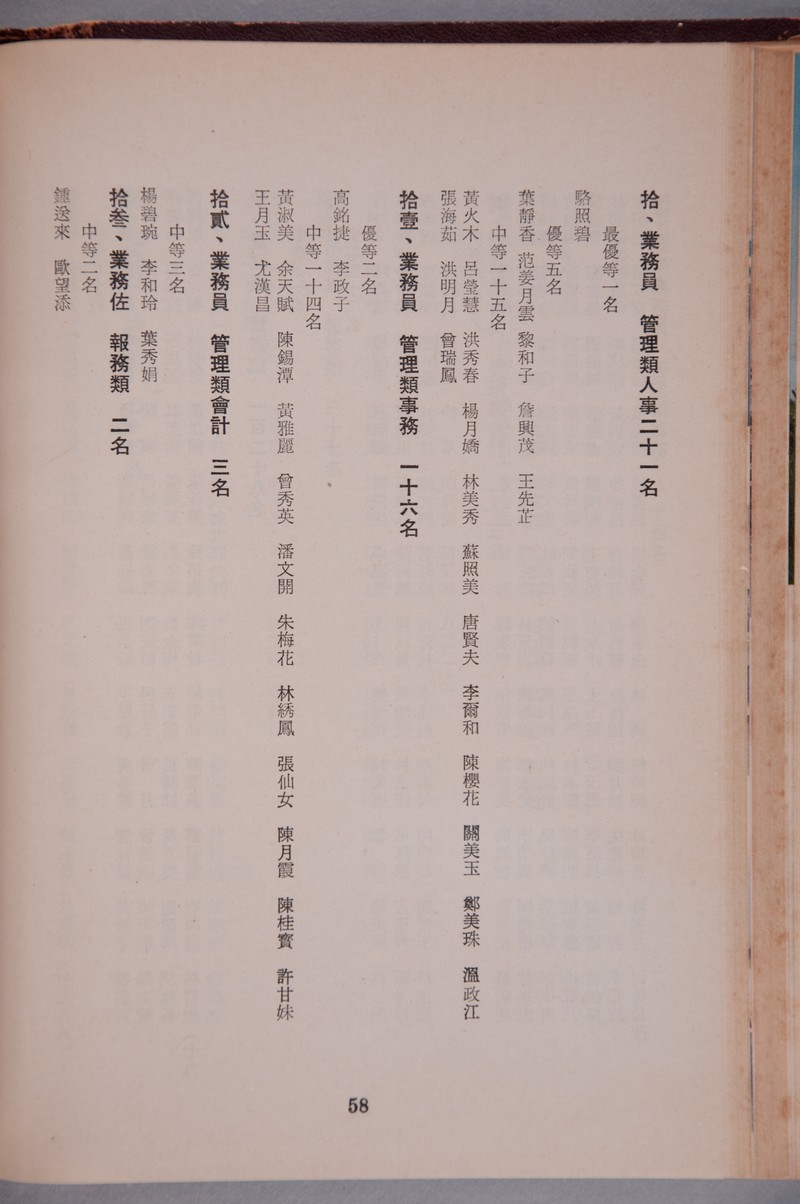 拾、業務員　管理類人事二十一名
最優等一名
駱照碧
優等五名
葉靜香　范姜月雲　黎和子　詹興茂　王先芷
中等一十五名
黃火木　呂瑩慧　洪秀春　楊月嬌　林美秀　蘇照美　唐賢夫　李爾和　陳櫻花　關美玉　鄭美珠　溫政江
張海茹　洪明月　曾瑞鳳
拾壹、業務員　管理類事務　一十六名
優等二名
高銘捷　李政子
中等一十四名
黃淑美　余天賦　陳錫潭　黃雅麗　曾秀英　潘文開　朱梅花　林綉鳳　張仙女　陳月霞　陳桂賓　許甘妹
王月玉　尤漢昌
拾貳、業務員　管理類會計　三名
中等三名
楊碧琬　李和玲　葉秀娟
拾叁、業務佐　報務類　二名
中等二名
鍾送來　歐望添
58